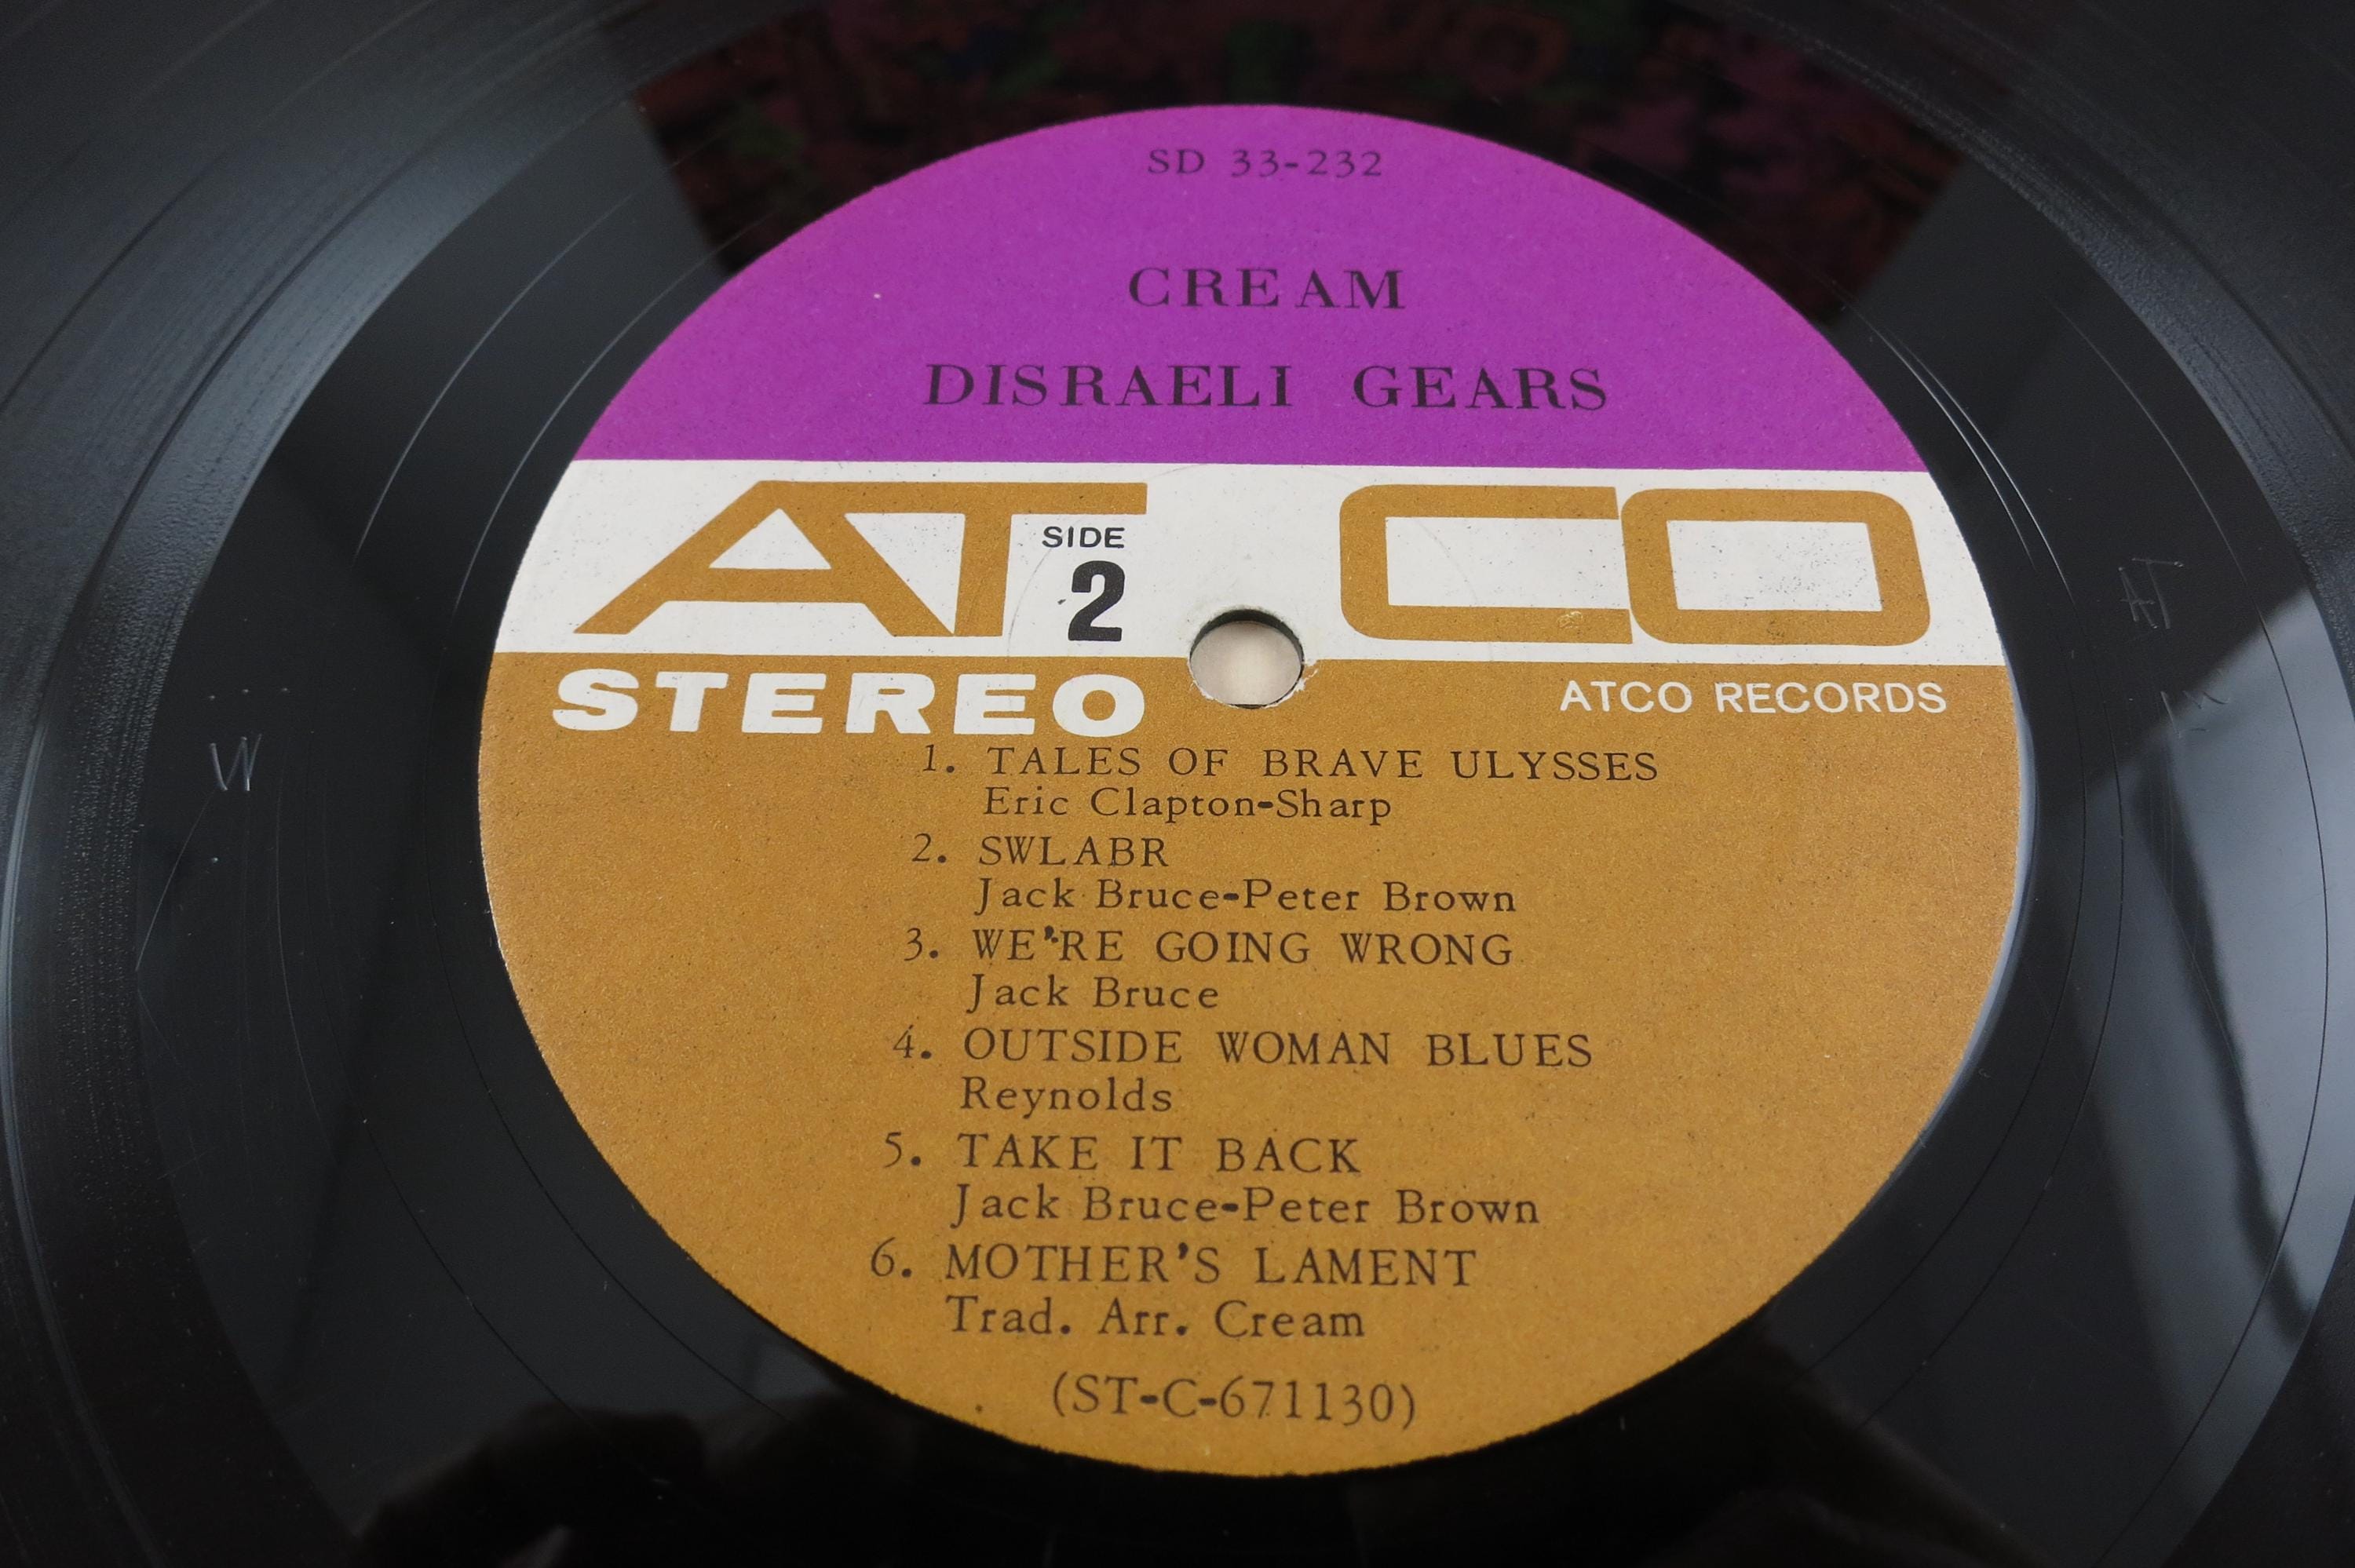 SD 33-232
CREAM
DISRAELI GEARS
ATCO
SIDE
2
STEREO
ATCO RECORDS
1. TALES OF BRAVE ULYSSES
Eric Clapton-Sharp
2. SWLABR
Jack Bruce-Peter Brown
3. WE'RE GOING WRONG
Jack Bruce
4. OUTSIDE WOMAN BLUES
Reynolds
5. TAKE IT BACK
Jack Bruce-Peter Brown
6. MOTHER'S LAMENT
Trad. Arr. Cream
(ST-C-671130)
W
AT